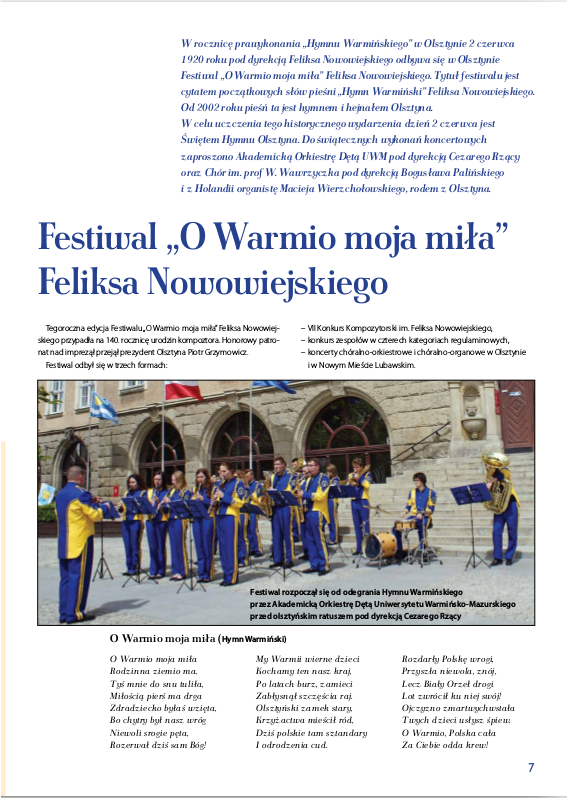 W rocznicę prawykonania „Hymnu Warmińskiego” w Olsztynie 2 czerwca
1920 roku pod dyrekcją Feliksa Nowowiejskiego odbywa się w Olsztynie
Festiwal „O Warmio moja miła” Feliksa Nowowiejskiego. Tytuł festiwalu jest
cytatem początkowych słów pieśni „Hymn Warmiński” Feliksa Nowowiejskiego.
Od 2002 roku pieśń ta jest hymnem i hejnałem Olsztyna.
W celu uczczenia tego historycznego wydarzenia dzień 2 czerwca jest
Świętem Hymnu Olsztyna. Do świątecznych wykonań koncertowych
zaproszono Akademicką Orkiestrę Dętą UWM pod dyrekcją Cezarego Rzący
oraz Chór im. prof W. Wawrzyczka pod dyrekcją Bogusława Palińskiego
i z Holandii organistę Macieja Wierzchołowskiego, rodem z Olsztyna.
Festiwal „O Warmio moja miła”
Feliksa Nowowiejskiego
Tegoroczna edycja Festiwalu „O Warmio moja miła” Feliksa Nowowiej-
skiego przypadła na 140. rocznicę urodzin kompoztora. Honorowy patro-
nat nad imprezą przejął prezydent Olsztyna Piotr Grzymowicz.
Festiwal odbył się w trzech formach:
– VII Konkurs Kompozytorski im. Feliksa Nowowiejskiego,
– konkurs zespołów w czterech kategoriach regulaminowych,
– koncerty chóralno-orkiestrowe i chóralno-organowe w Olsztynie
i w Nowym Mieście Lubawskim.
Festiwal rozpoczął się od odegrania Hymnu Warmińskiego
przez Akademicką Orkiestrę Dętą Uniwersytetu Warmińsko-Mazurskiego
przed olsztyńskim ratuszem pod dyrekcją Cezarego Rzący
O Warmio moja miła (Hymn Warmiński)
O Warmio moja miła
Rodzinna ziemio ma.
Tyś mnie do snu tuliła,
Miłością pierś ma drga
Zdradziecko byłaś wzięta,
Bo chytry był nasz wróg
Niewoli srogie pęta,
Rozerwał dziś sam Bóg!
My Warmii wierne dzieci
Kochamy ten nasz kraj,
Po latach burz, zamieci
Zabłysnął szczęścia raj.
Olsztyński zamek stary,
Krzyżactwa mieścił ród,
Dziś polskie tam sztandary
I odrodzenia cud.
Rozdarły Polskę wrogi,
Przyszła niewola, znój,
Lecz Biały Orzeł drogi
Lot zwrócił ku niej swój!
Ojczyzno zmartwychwstała
Twych dzieci usłysz śpiew:
O Warmio, Polska cała
Za Ciebie odda krew!
7